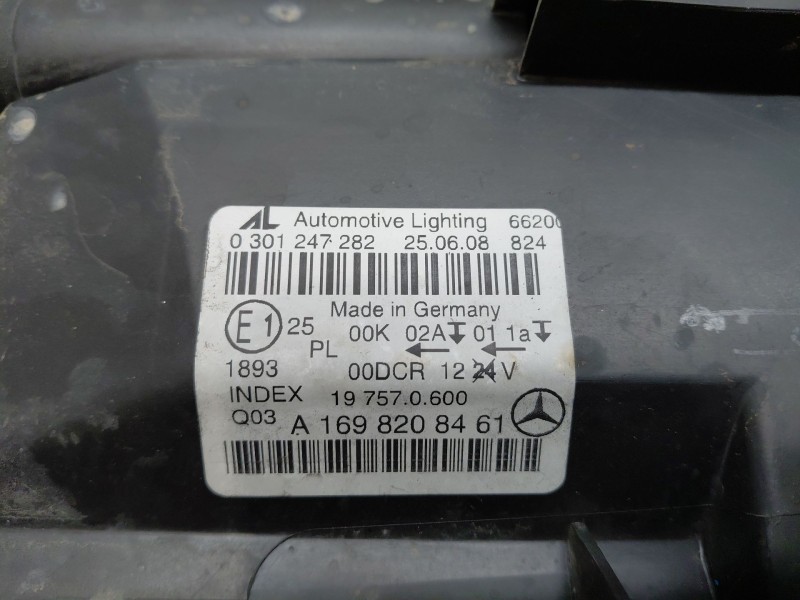 AL Automotive Lighting 66200
0 301 247 282 25.06.08 824
Made in Germany
E1 25 00K 02A 01 1a
PL
1893 00DCR 12 24 V
INDEX 19 757.0.600
Q03 A 169 820 84 61